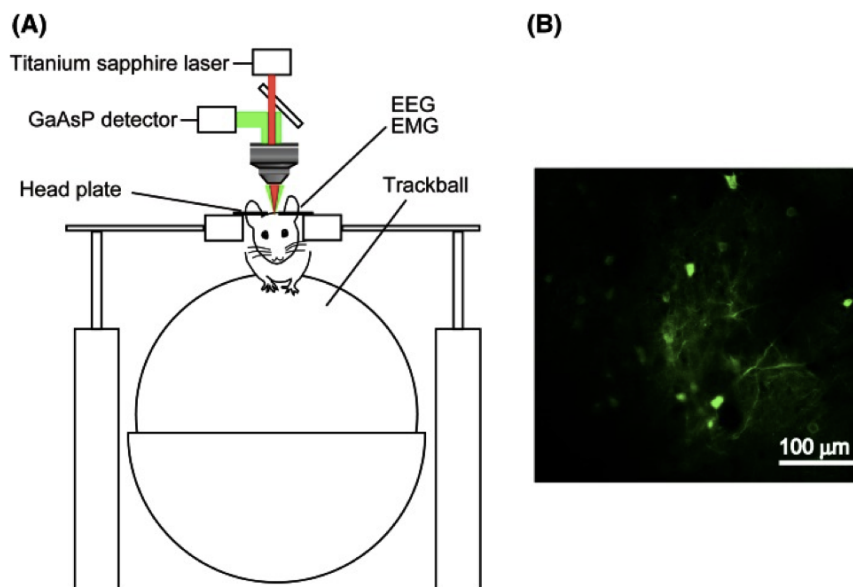 (A)
Titanium sapphire laser
GaAsP detector
EEG
EMG
Head plate
Trackball
(B)
100 μm